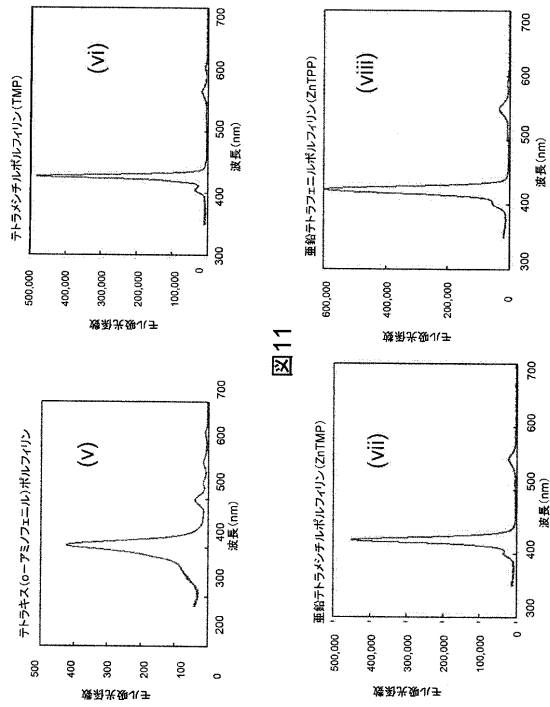 テトラキス(o-アミノフェニル)ポルフィリン
(v)
モル吸光係数
500
400
300
200
100
0
200
300
400
500
600
700
波長(nm)
テトラメシチルポルフィリン(TMP)
(vi)
モル吸光係数
500,000
400,000
300,000
200,000
100,000
0
300
400
500
600
700
波長(nm)
図11
亜鉛テトラメシチルポルフィリン(ZnTMP)
(vii)
モル吸光係数
500,000
400,000
300,000
200,000
100,000
0
300
400
500
600
700
波長(nm)
亜鉛テトラフェニルポルフィリン(ZnTPP)
(viii)
モル吸光係数
600,000
400,000
200,000
0
300
400
500
600
700
波長(nm)